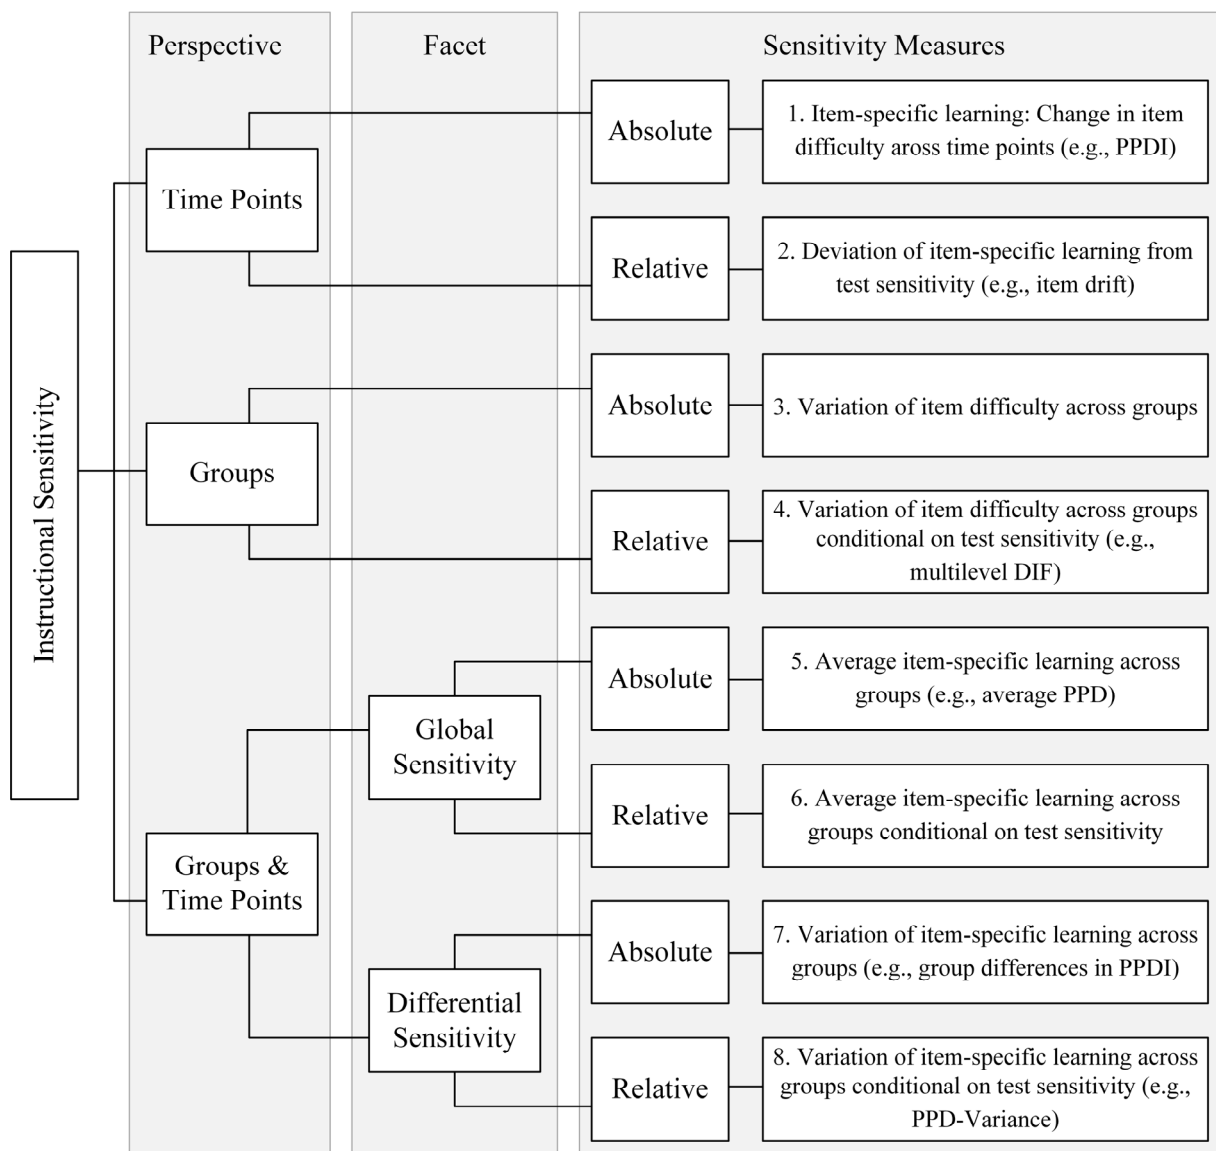 Perspective
Facet
Sensitivity Measures
Absolute
1. Item-specific learning: Change in item
difficulty aross time points (e.g., PPDI)
Time Points
Relative
2. Deviation of item-specific learning from
test sensitivity (e.g., item drift)
Instructional Sensitivity
Groups
Absolute
3. Variation of item difficulty across groups
Relative
4. Variation of item difficulty across groups
conditional on test sensitivity (e.g.,
multilevel DIF)
Groups &
Time Points
Global
Sensitivity
Absolute
5. Average item-specific learning across
groups (e.g., average PPD)
Relative
6. Average item-specific learning across
groups conditional on test sensitivity
Differential
Sensitivity
Absolute
7. Variation of item-specific learning across
groups (e.g., group differences in PPDI)
Relative
8. Variation of item-specific learning across
groups conditional on test sensitivity (e.g.,
PPD-Variance)